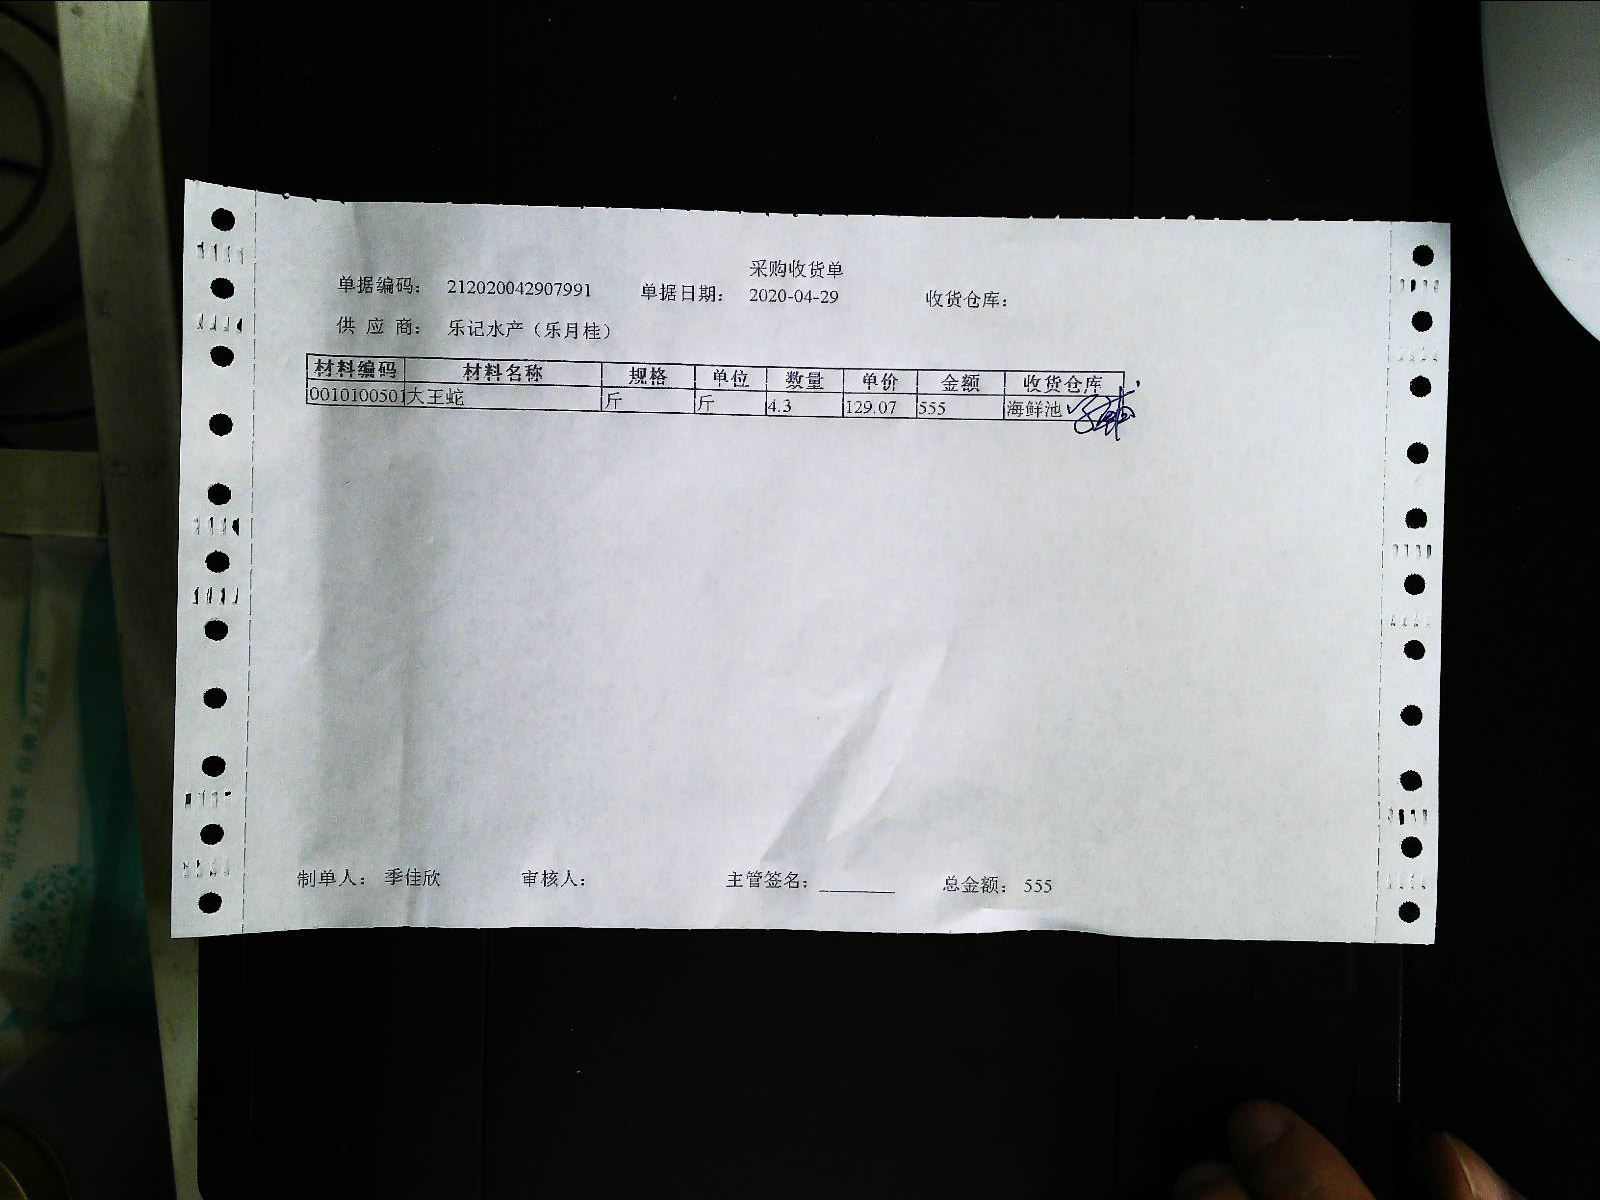 采购收货单
单据编码： 212020042907991 单据日期： 2020-04-29 收货仓库：
供 应 商： 乐记水产（乐月桂）
材料编码 材料名称 规格 单位 数量 单价 金额 收货仓库
0010100501 大王蛇 斤 斤 4.3 129.07 555 海鲜池
制单人： 季佳欣 审核人： 主管签名：________ 总金额： 555